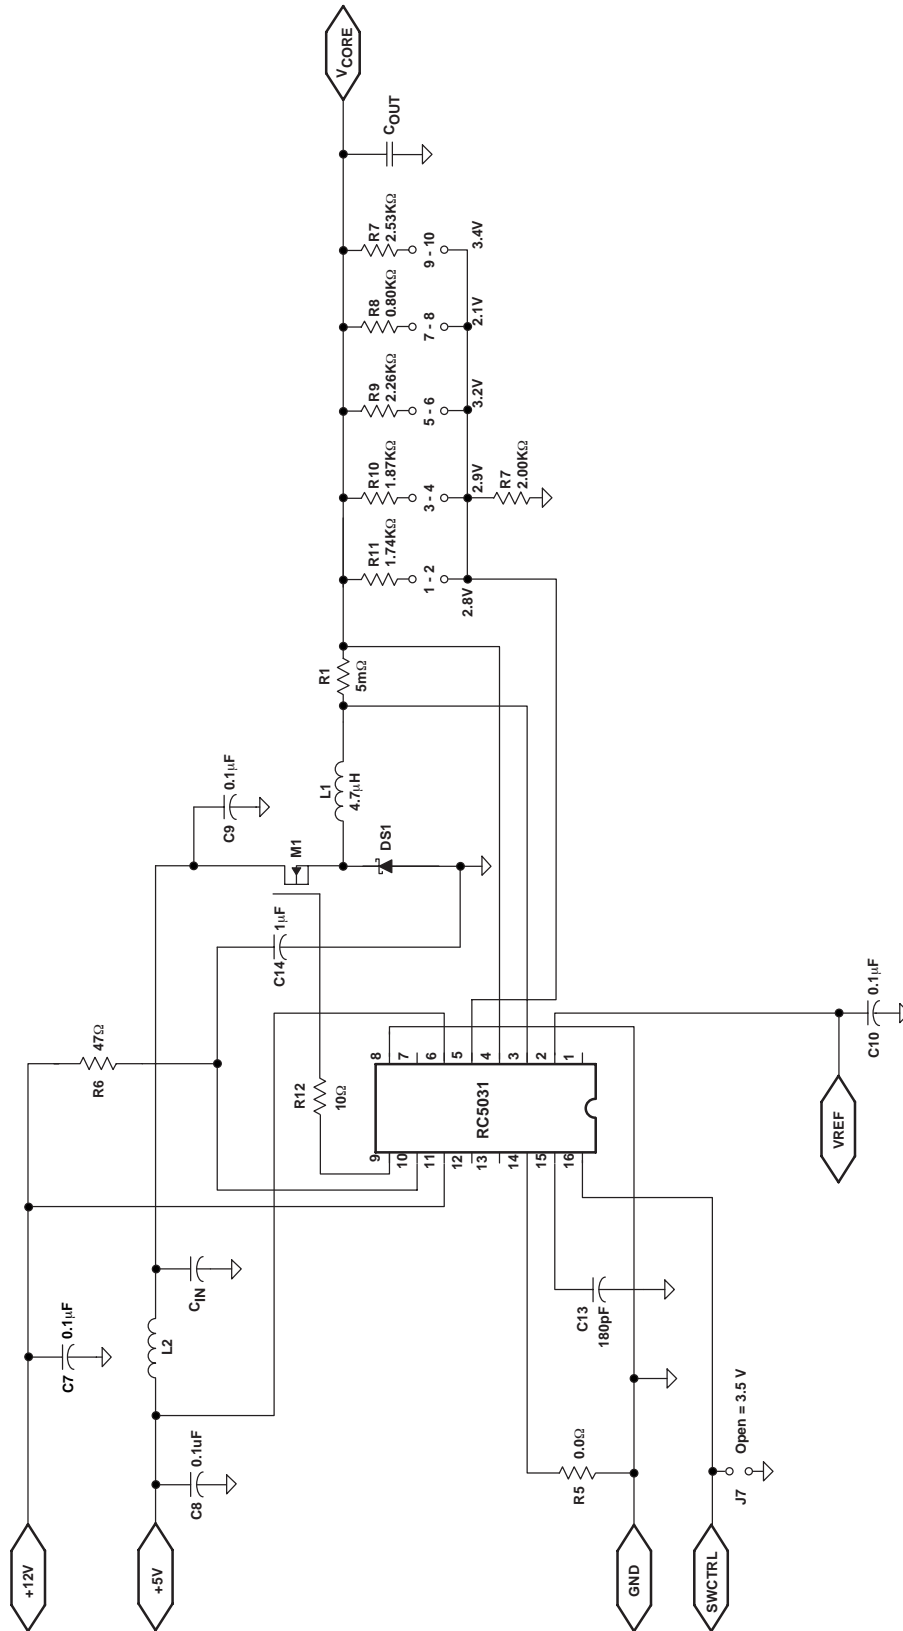 +12V
C7
0.1µF
R6
47Ω
+5V
C8
0.1uF
L2
C_IN
C9
0.1µF
C14
1µF
M1
R12
10Ω
DS1
L1
4.7µH
R1
5mΩ
R11
1.74KΩ
1 - 2
2.8V
R10
1.87KΩ
3 - 4
2.9V
R9
2.26KΩ
5 - 6
3.2V
R8
0.80KΩ
7 - 8
2.1V
R7
2.53KΩ
9 - 10
3.4V
R7
2.00KΩ
C_OUT
V_CORE
9
10
11
12
13
14
15
16
RC5031
8
7
6
5
4
3
2
1
C13
180pF
R5
0.0Ω
GND
SWCTRL
J7
Open = 3.5 V
VREF
C10
0.1µF